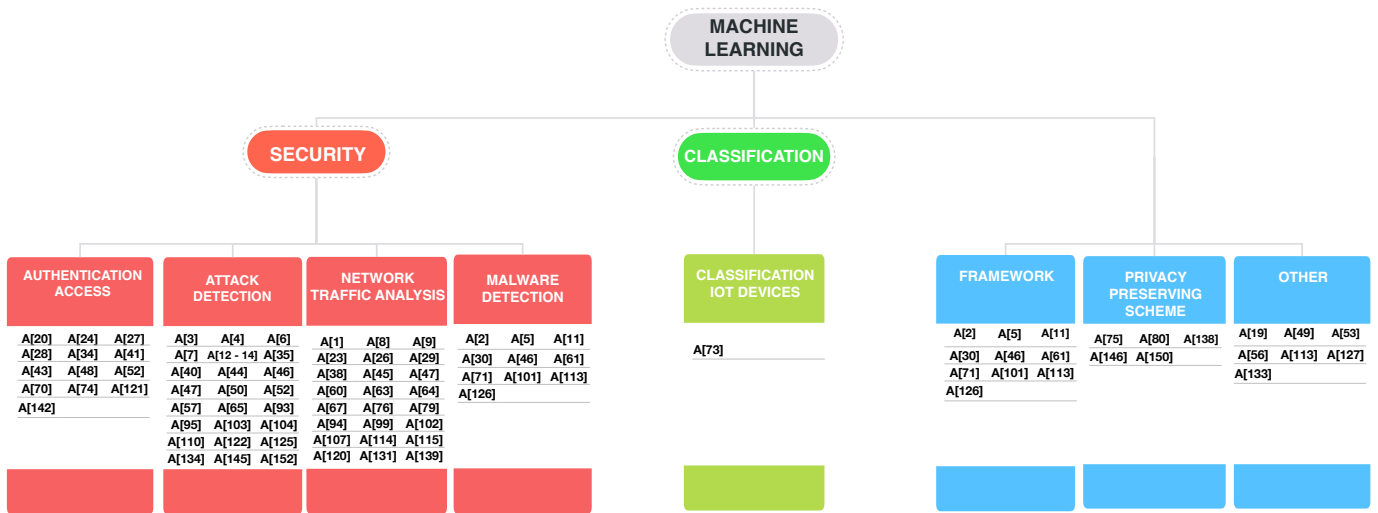 MACHINE
LEARNING
SECURITY
CLASSIFICATION
AUTHENTICATION
ACCESS
A[20] A[24] A[27]
A[28] A[34] A[41]
A[43] A[48] A[52]
A[70] A[74] A[121]
A[142]
ATTACK
DETECTION
A[3] A[4] A[6]
A[7] A[12 - 14] A[35]
A[40] A[44] A[46]
A[47] A[50] A[52]
A[57] A[65] A[93]
A[95] A[103] A[104]
A[110] A[122] A[125]
A[134] A[145] A[152]
NETWORK
TRAFFIC ANALYSIS
A[1] A[8] A[9]
A[23] A[26] A[29]
A[38] A[45] A[47]
A[60] A[63] A[64]
A[67] A[76] A[79]
A[94] A[99] A[102]
A[107] A[114] A[115]
A[120] A[131] A[139]
MALWARE
DETECTION
A[2] A[5] A[11]
A[30] A[46] A[61]
A[71] A[101] A[113]
A[126]
CLASSIFICATION
IOT DEVICES
A[73]
FRAMEWORK
A[2] A[5] A[11]
A[30] A[46] A[61]
A[71] A[101] A[113]
A[126]
PRIVACY
PRESERVING
SCHEME
A[75] A[80] A[138]
A[146] A[150]
OTHER
A[19] A[49] A[53]
A[56] A[113] A[127]
A[133]